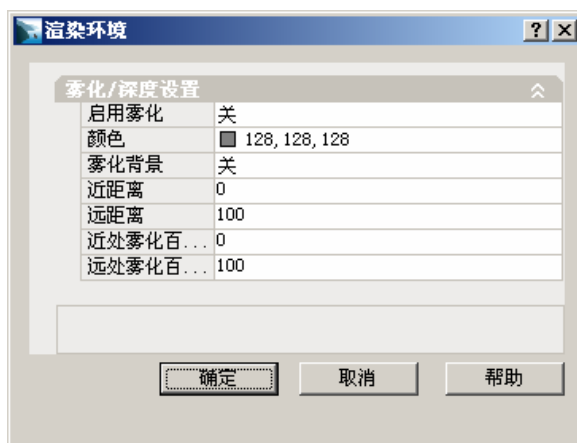 渲染环境
雾化/深度设置
启用雾化 关
颜色 128, 128, 128
雾化背景 关
近距离 0
远距离 100
近处雾化百... 0
远处雾化百... 100
确定 取消 帮助